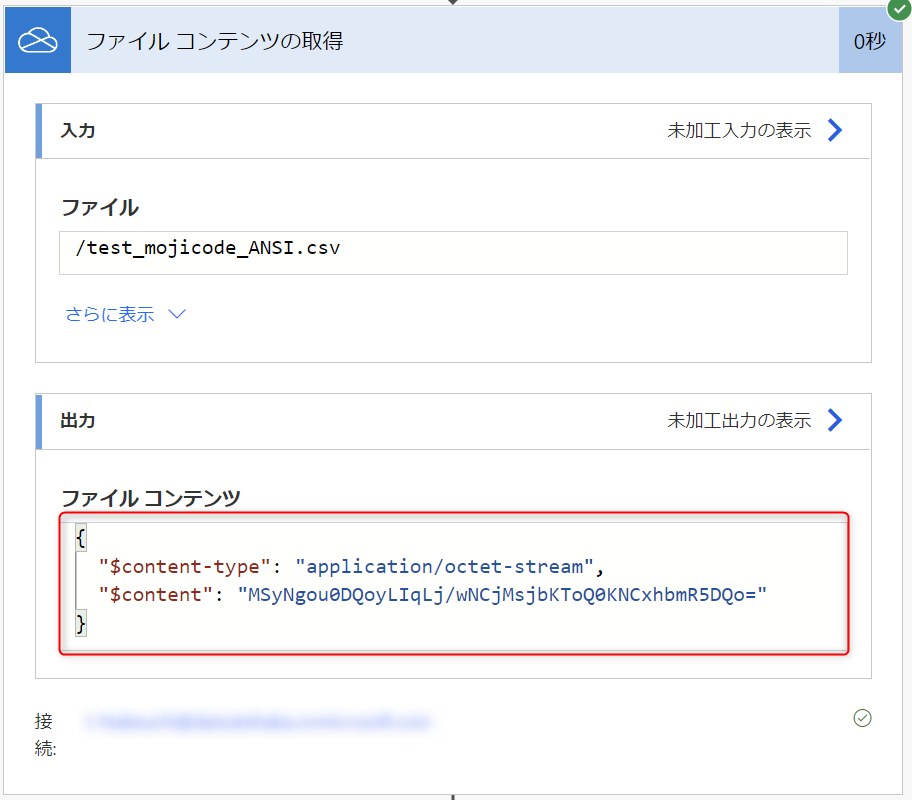 ファイル コンテンツの取得
0秒
入力
未加工入力の表示
ファイル
/test_mojicode_ANSI.csv
さらに表示
出力
未加工出力の表示
ファイル コンテンツ
{
"$content-type": "application/octet-stream",
"$content": "MSyNgou0DQoyLIqLj/wNCjMsjbKToQ0KNCxhbmR5DQo="
}
接
続: